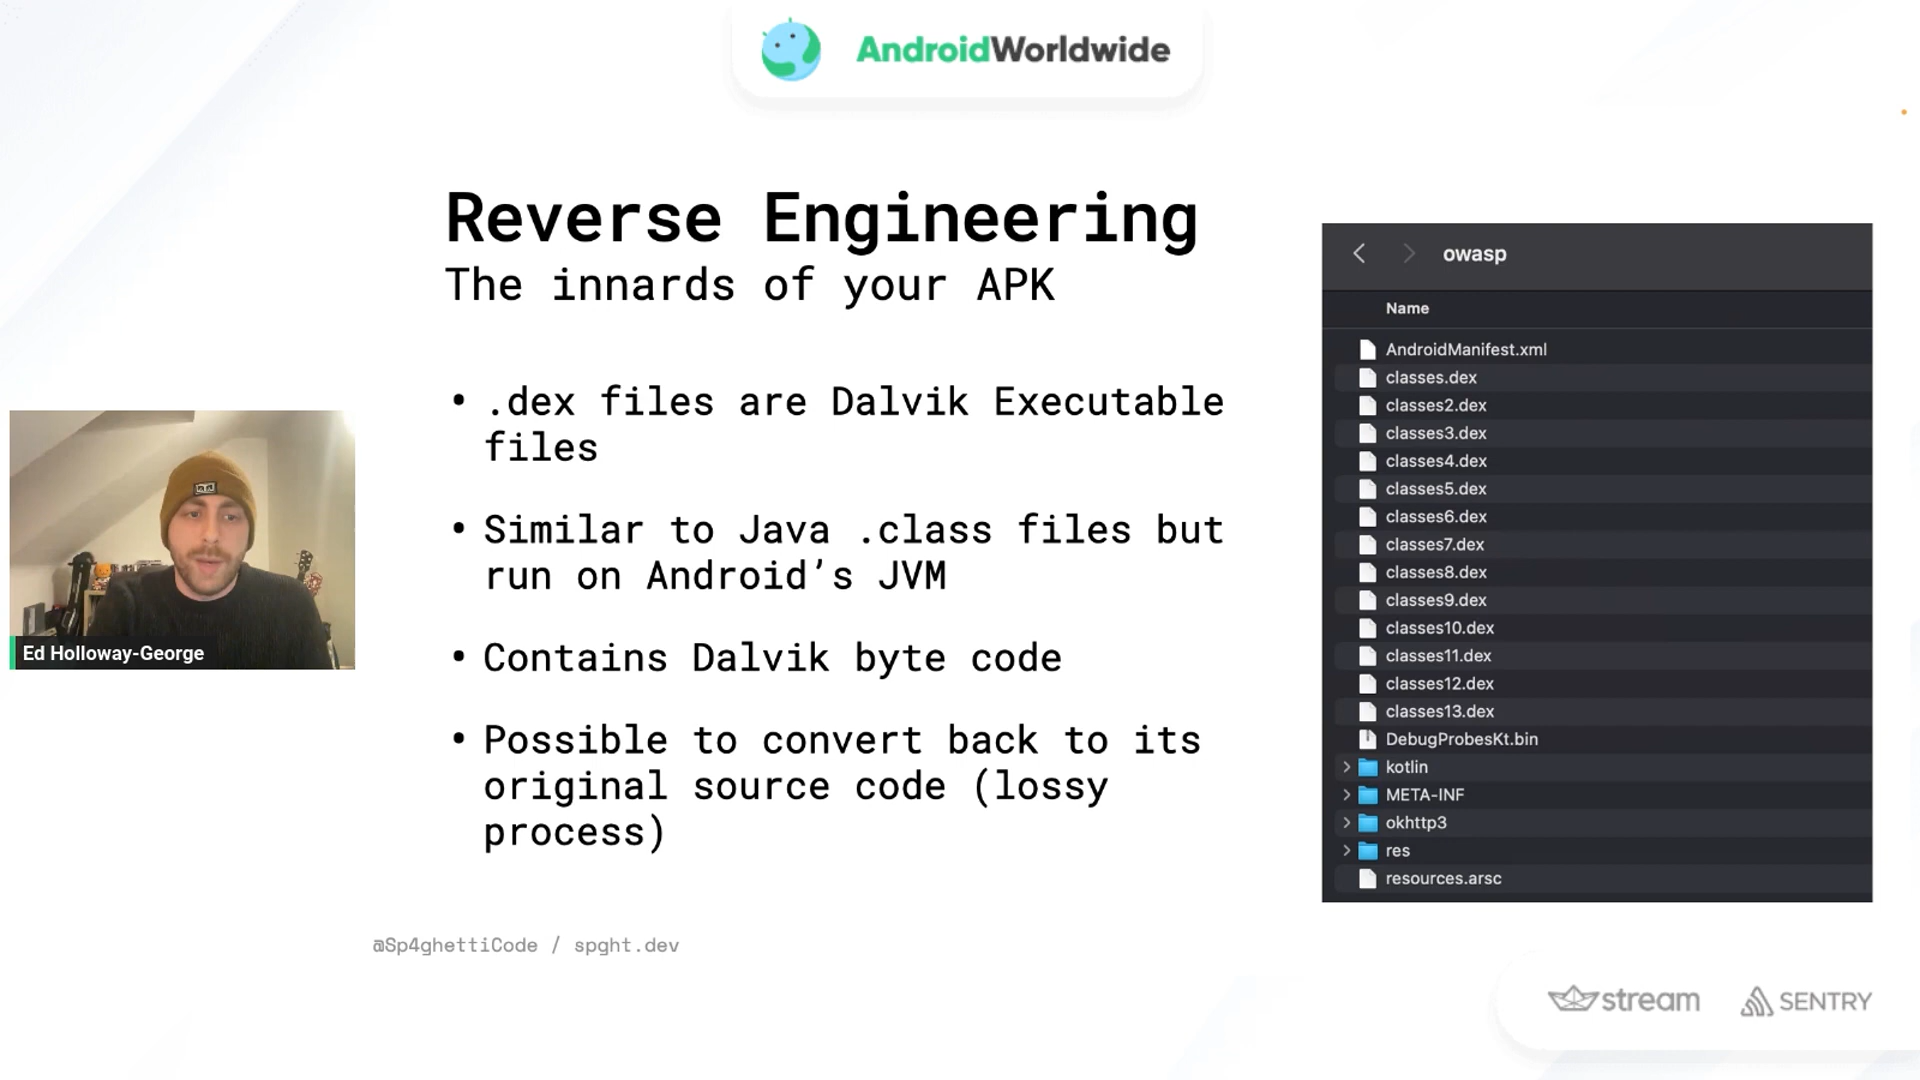 AndroidWorldwide
Reverse Engineering
The innards of your APK
• .dex files are Dalvik Executable
files
• Similar to Java .class files but
run on Android’s JVM
• Contains Dalvik byte code
• Possible to convert back to its
original source code (lossy
process)
@Sp4ghettiCode / spght.dev
Ed Holloway-George
owasp
Name
AndroidManifest.xml
classes.dex
classes2.dex
classes3.dex
classes4.dex
classes5.dex
classes6.dex
classes7.dex
classes8.dex
classes9.dex
classes10.dex
classes11.dex
classes12.dex
classes13.dex
DebugProbesKt.bin
kotlin
META-INF
okhttp3
res
resources.arsc
stream
SENTRY